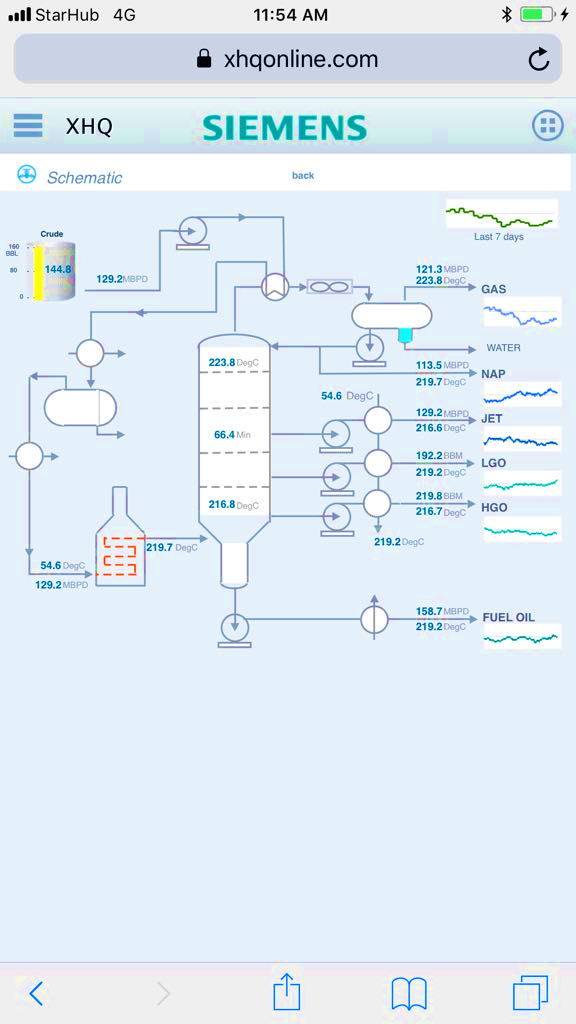 StarHub 4G 11:54 AM
xhqonline.com
XHQ SIEMENS
Schematic back
Last 7 days
Crude
160
BBL
80
0
144.8
129.2 MBPD
121.3 MBPD
223.8 DegC
GAS
WATER
113.5 MBPD
219.7 DegC
NAP
223.8 DegC
54.6 DegC
129.2 MBPD
216.6 DegC
JET
66.4 Min
192.2 BBM
219.2 DegC
LGO
216.8 DegC
219.8 BBM
216.7 DegC
HGO
219.2 DegC
219.7 DegC
54.6 DegC
129.2 MBPD
158.7 MBPD
219.2 DegC
FUEL OIL